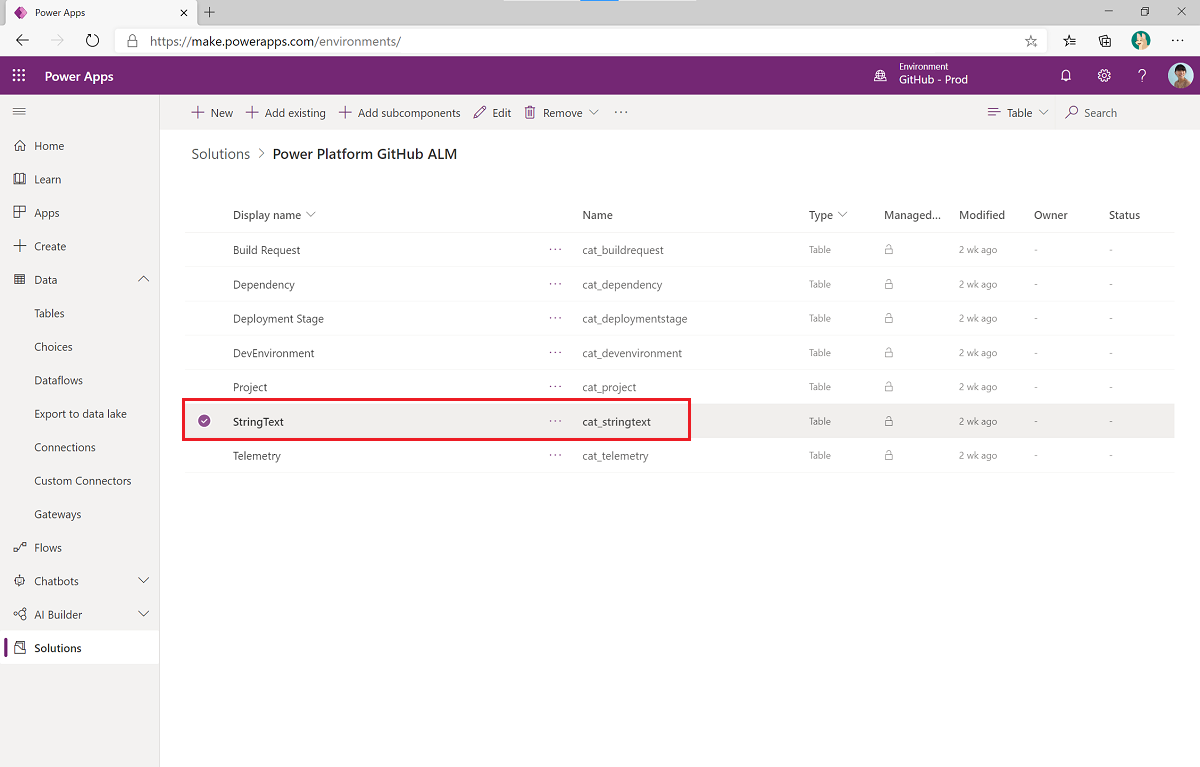 Power Apps
https://make.powerapps.com/environments/
Power Apps
Environment
GitHub - Prod
New
Add existing
Add subcomponents
Edit
Remove
Table
Search
Home
Learn
Apps
Create
Data
Tables
Choices
Dataflows
Export to data lake
Connections
Custom Connectors
Gateways
Flows
Chatbots
AI Builder
Solutions
Solutions > Power Platform GitHub ALM
Display name Name Type Managed... Modified Owner Status
Build Request ... cat_buildrequest Table 2 wk ago - -
Dependency ... cat_dependency Table 2 wk ago - -
Deployment Stage ... cat_deploymentstage Table 2 wk ago - -
DevEnvironment ... cat_devenvironment Table 2 wk ago - -
Project ... cat_project Table 2 wk ago - -
StringText ... cat_stringtext Table 2 wk ago - -
Telemetry ... cat_telemetry Table 2 wk ago - -